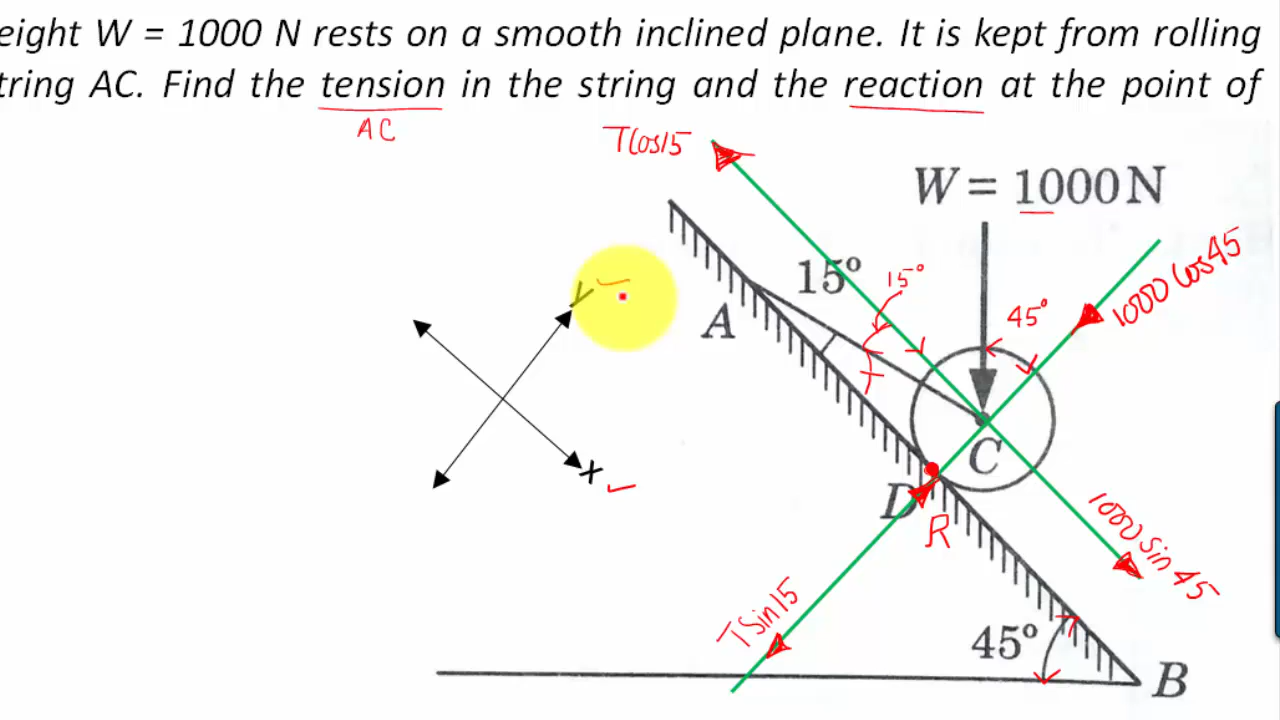 eight W = 1000 N rests on a smooth inclined plane. It is kept from rolling
tring AC. Find the tension in the string and the reaction at the point of
AC
TCos15
W = 1000 N
1000 Cos45
15°
15°
45°
y
A
x
C
D
R
1000 Sin 45
TSin15
45°
B